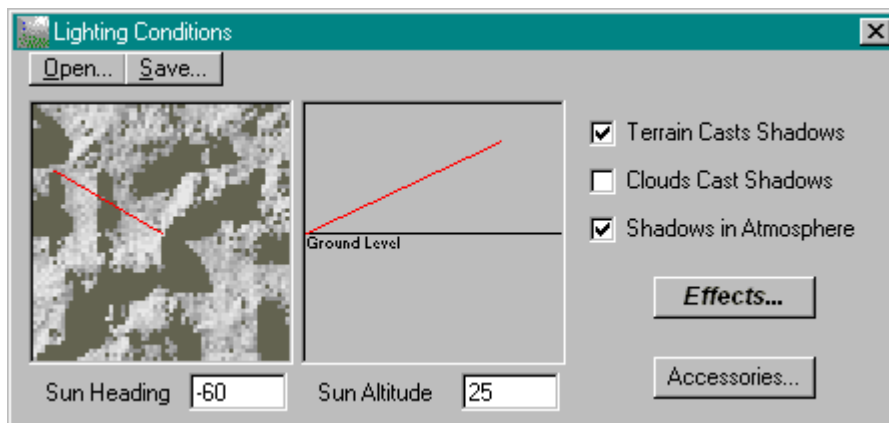 Lighting Conditions
Open... Save...
Terrain Casts Shadows
Clouds Cast Shadows
Shadows in Atmosphere
Ground Level
Effects...
Accessories...
Sun Heading -60 Sun Altitude 25